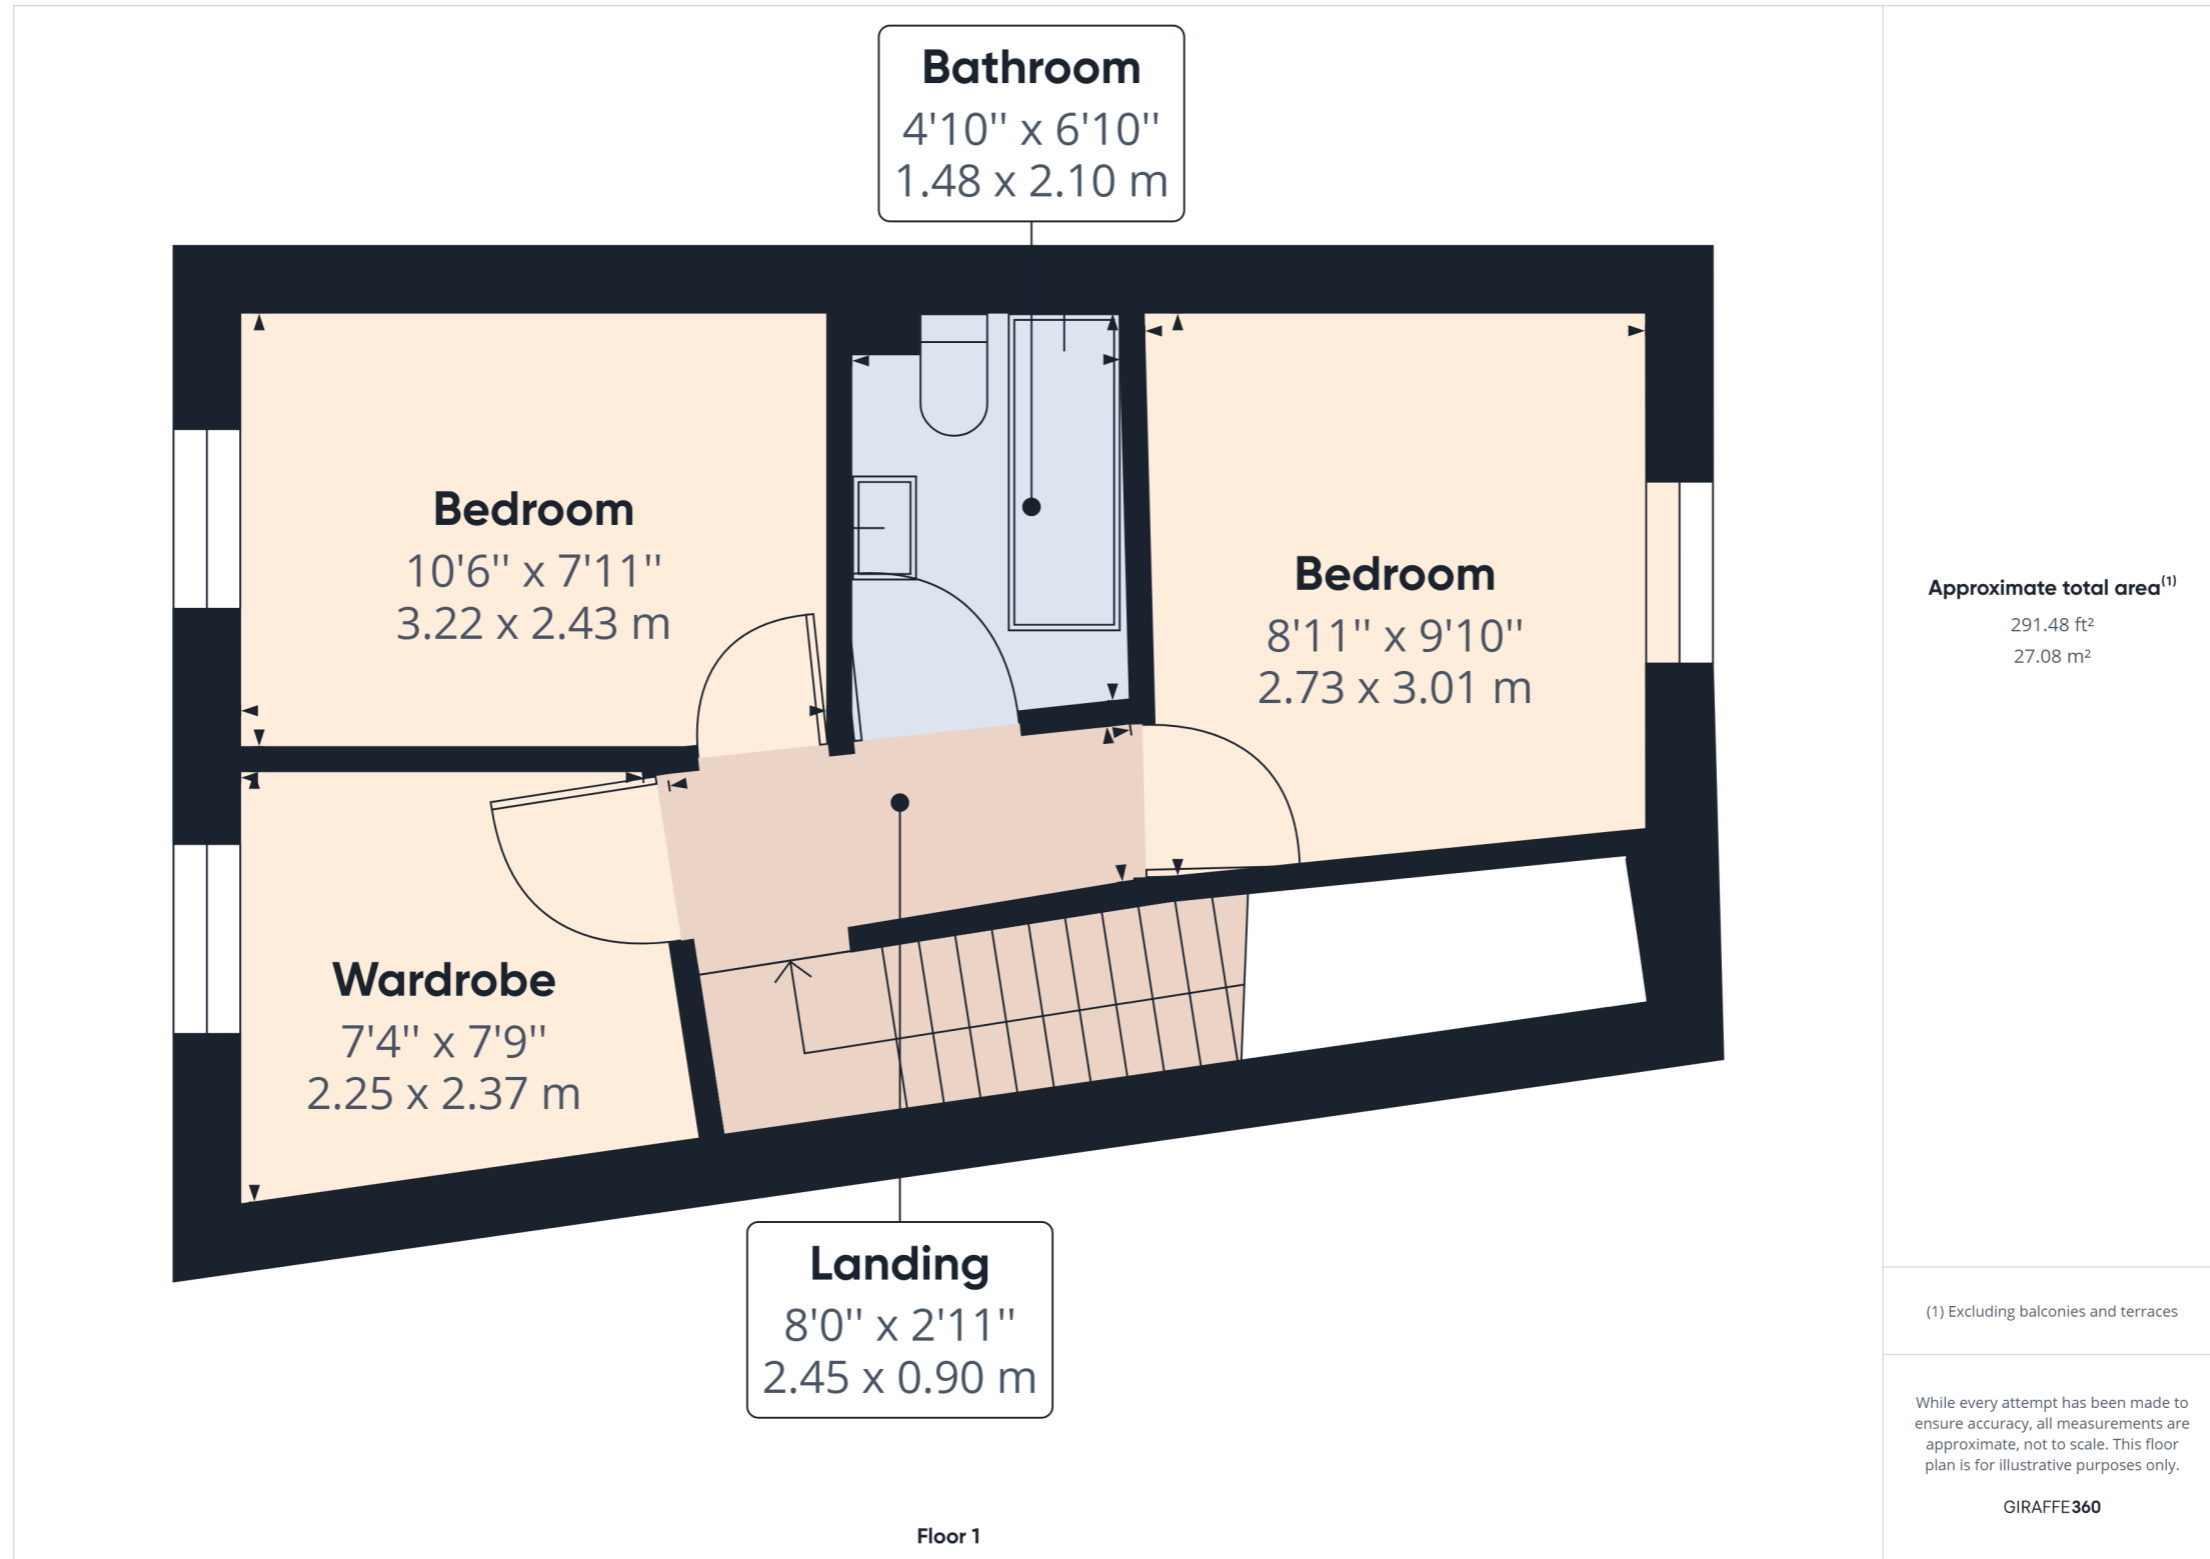 Bathroom
4'10'' x 6'10''
1.48 x 2.10 m
Bedroom
10'6'' x 7'11''
3.22 x 2.43 m
Bedroom
8'11'' x 9'10''
2.73 x 3.01 m
Wardrobe
7'4'' x 7'9''
2.25 x 2.37 m
Landing
8'0'' x 2'11''
2.45 x 0.90 m
Floor 1
Approximate total area(1)
291.48 ft²
27.08 m²
(1) Excluding balconies and terraces
While every attempt has been made to
ensure accuracy, all measurements are
approximate, not to scale. This floor
plan is for illustrative purposes only.
GIRAFFE360